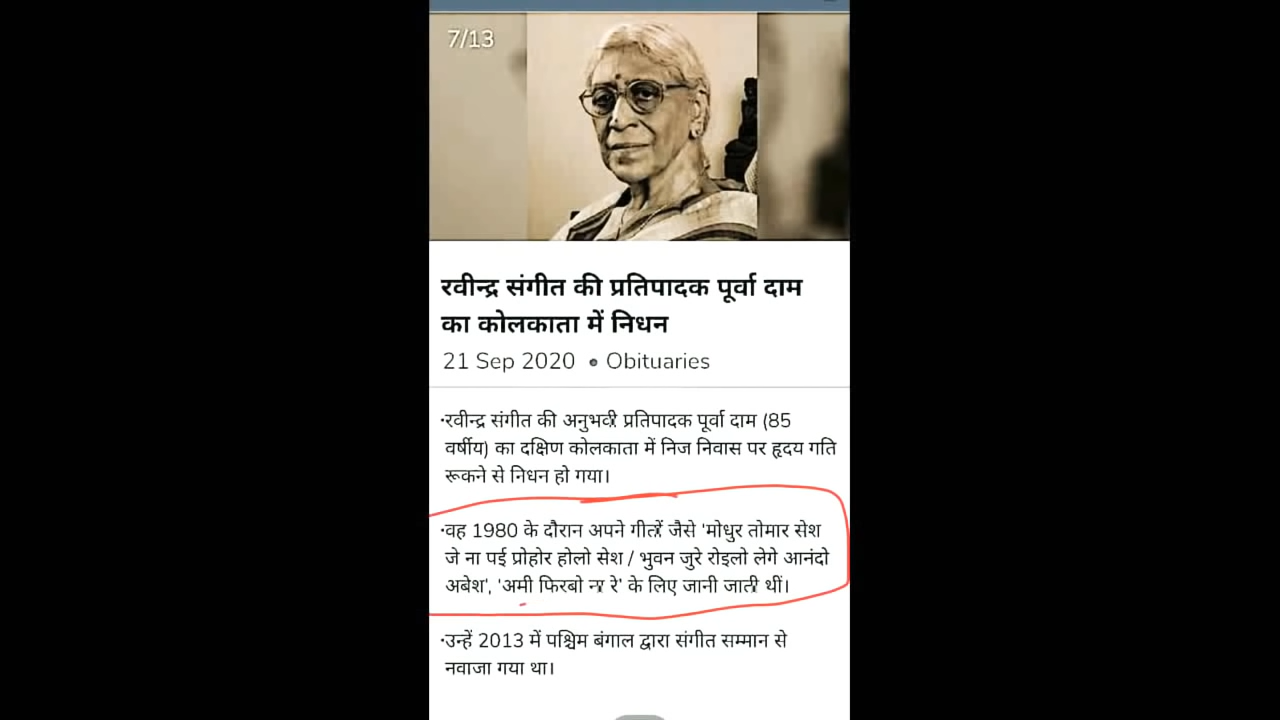 7/13
रवीन्द्र संगीत की प्रतिपादक पूर्वा दाम
का कोलकाता में निधन
21 Sep 2020 • Obituaries
·रवीन्द्र संगीत की अनुभवी प्रतिपादक पूर्वा दाम (85
वर्षीय) का दक्षिण कोलकाता में निज निवास पर हृदय गति
रूकने से निधन हो गया।
·वह 1980 के दौरान अपने गीतों जैसे 'मोधुर तोमार सेश
जे ना पई प्रोहोर होलो सेश / भुवन जुरे रोइलो लेगे आनंदो
अबेश', 'अमी फिरबो ना रे' के लिए जानी जाती थीं।
·उन्हें 2013 में पश्चिम बंगाल द्वारा संगीत सम्मान से
नवाजा गया था।